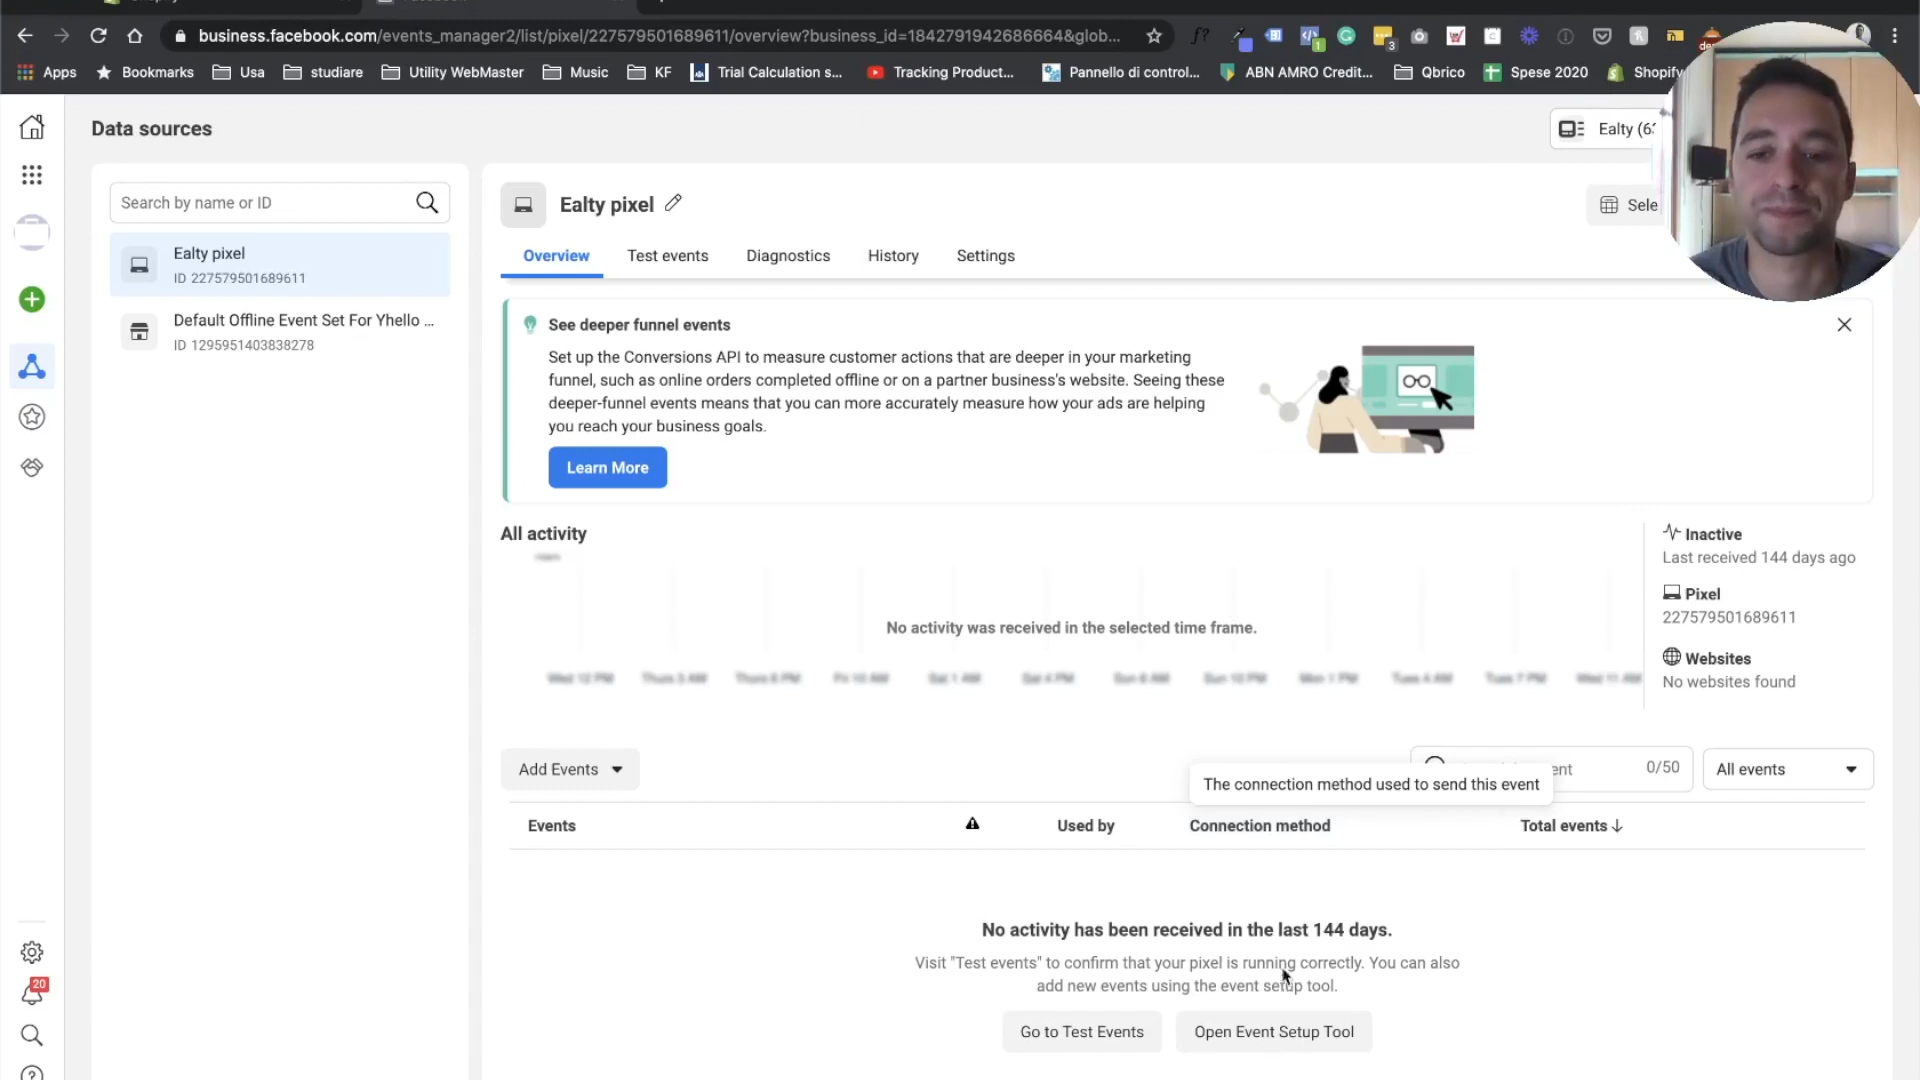 business.facebook.com/events_manager2/list/pixel/227579501689611/overview?business_id=1842791942686664&glob...
Apps
Bookmarks
Usa
studiare
Utility WebMaster
Music
KF
Trial Calculation s...
Tracking Product...
Pannello di control...
ABN AMRO Credit...
Qbrico
Spese 2020
Shopify
Data sources
Ealty (63
Search by name or ID
Ealty pixel
ID 227579501689611
Default Offline Event Set For Yhello ...
ID 1295951403838278
Ealty pixel
Sele
Overview
Test events
Diagnostics
History
Settings
See deeper funnel events
Set up the Conversions API to measure customer actions that are deeper in your marketing
funnel, such as online orders completed offline or on a partner business's website. Seeing these
deeper-funnel events means that you can more accurately measure how your ads are helping
you reach your business goals.
Learn More
All activity
No activity was received in the selected time frame.
Wed 12 PM
Thurs 3 AM
Thurs 6 PM
Fri 10 AM
Sat 1 AM
Sat 4 PM
Sun 6 AM
Sun 10 PM
Mon 1 PM
Tues 4 AM
Tues 7 PM
Wed 11 AM
Inactive
Last received 144 days ago
Pixel
227579501689611
Websites
No websites found
Add Events
The connection method used to send this event
0/50
All events
Events
Used by
Connection method
Total events
No activity has been received in the last 144 days.
Visit "Test events" to confirm that your pixel is running correctly. You can also
add new events using the event setup tool.
Go to Test Events
Open Event Setup Tool
20